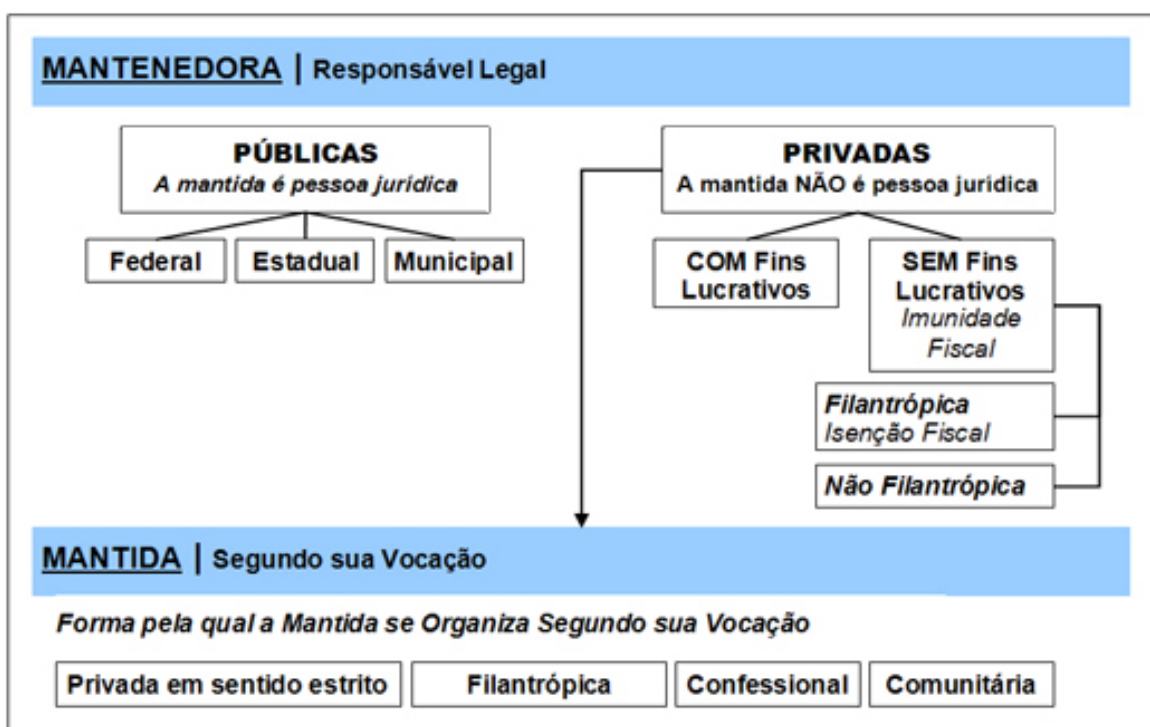 MANTENEDORA | Responsável Legal
PÚBLICAS
A mantida é pessoa jurídica
Federal
Estadual
Municipal
PRIVADAS
A mantida NÃO é pessoa jurídica
COM Fins
Lucrativos
SEM Fins
Lucrativos
Imunidade
Fiscal
Filantrópica
Isenção Fiscal
Não Filantrópica
MANTIDA | Segundo sua Vocação
Forma pela qual a Mantida se Organiza Segundo sua Vocação
Privada em sentido estrito
Filantrópica
Confessional
Comunitária